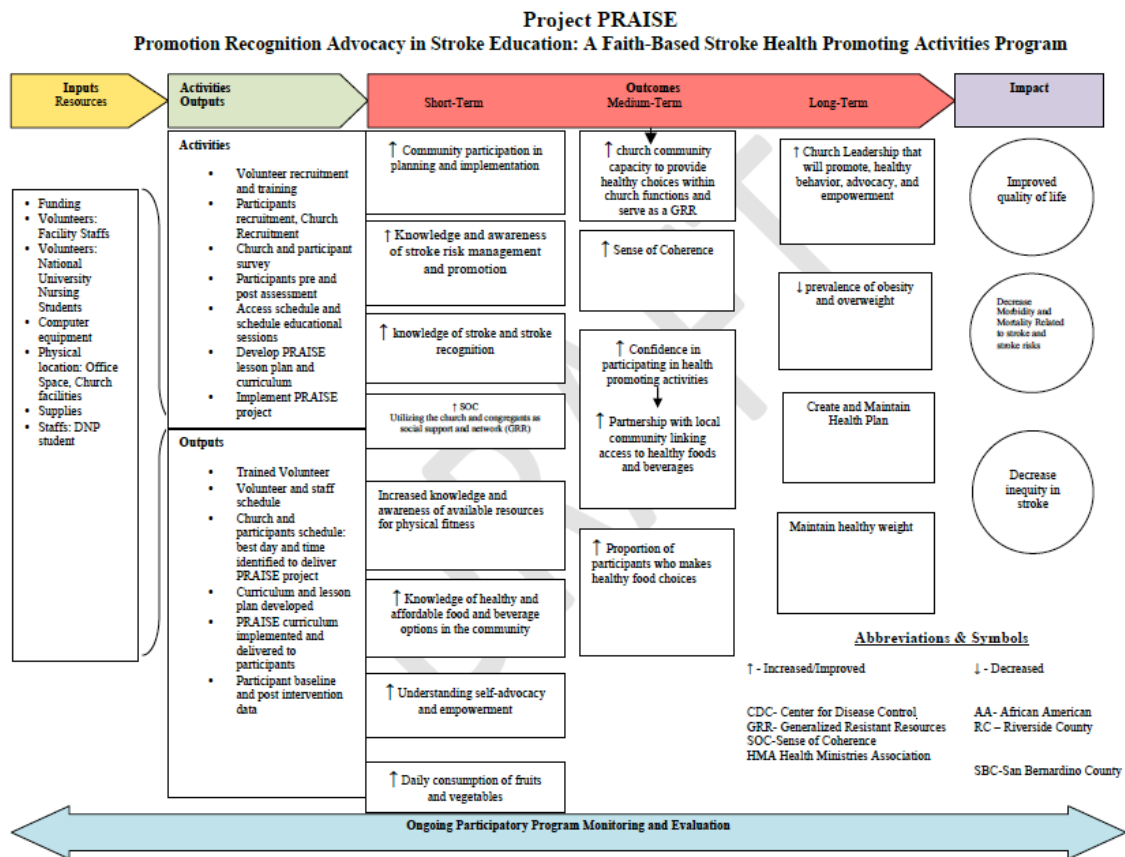 Project PRAISE
Promotion Recognition Advocacy in Stroke Education: A Faith-Based Stroke Health Promoting Activities Program
Inputs
Resources
Activities
Outputs
Outcomes
Short-Term
Medium-Term
Long-Term
Impact
• Funding
• Volunteers:
Facility Staffs
• Volunteers:
National
University
Nursing
Students
• Computer
equipment
• Physical
location: Office
Space, Church
facilities
• Supplies
• Staffs: DNP
student
Activities
• Volunteer recruitment
and training
• Participants
recruitment, Church
Recruitment
• Church and participant
survey
• Participants pre and
post assessment
• Access schedule and
schedule educational
sessions
• Develop PRAISE
lesson plan and
curriculum
• Implement PRAISE
project
Outputs
• Trained Volunteer
• Volunteer and staff
schedule
• Church and
participants schedule:
best day and time
identified to deliver
PRAISE project
• Curriculum and lesson
plan developed
• PRAISE curriculum
implemented and
delivered to
participants
• Participant baseline
and post intervention
data
↑ Community participation in
planning and implementation
↑ Knowledge and awareness
of stroke risk management
and promotion
↑ knowledge of stroke and stroke
recognition
↑ SOC
Utilizing the church and congregants as
social support and network (GRR)
Increased knowledge and
awareness of available resources
for physical fitness
↑ Knowledge of healthy and
affordable food and beverage
options in the community
↑ Understanding self-advocacy
and empowerment
↑ Daily consumption of fruits
and vegetables
↑ church community
capacity to provide
healthy choices within
church functions and
serve as a GRR
↑ Sense of Coherence
↑ Confidence in
participating in health
promoting activities
↑ Partnership with local
community linking
access to healthy foods
and beverages
↑ Proportion of
participants who makes
healthy food choices
↑ Church Leadership that
will promote, healthy
behavior, advocacy, and
empowerment
↓ prevalence of obesity
and overweight
Create and Maintain
Health Plan
Maintain healthy weight
Improved
quality of life
Decrease
Morbidity and
Mortality Related
to stroke and
stroke risks
Decrease
inequity in
stroke
Abbreviations & Symbols
↑ - Increased/Improved
↓ - Decreased
CDC- Center for Disease Control
GRR- Generalized Resistant Resources
SOC-Sense of Coherence
HMA Health Ministries Association
AA- African American
RC – Riverside County
SBC-San Bernardino County
Ongoing Participatory Program Monitoring and Evaluation
DRAFT